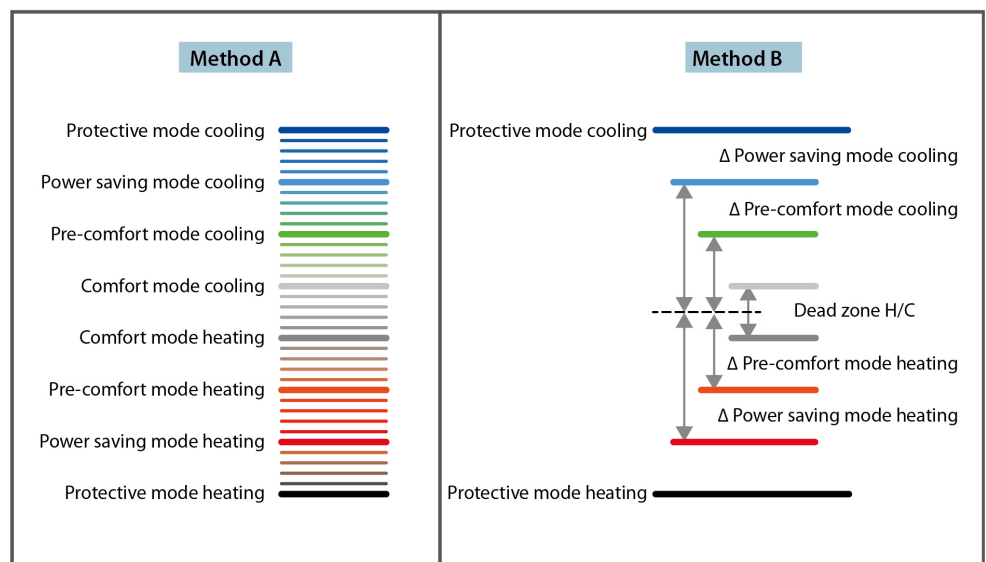 Method A
Protective mode cooling
Power saving mode cooling
Pre-comfort mode cooling
Comfort mode cooling
Comfort mode heating
Pre-comfort mode heating
Power saving mode heating
Protective mode heating
Method B
Protective mode cooling
Δ Power saving mode cooling
Δ Pre-comfort mode cooling
Dead zone H/C
Δ Pre-comfort mode heating
Δ Power saving mode heating
Protective mode heating